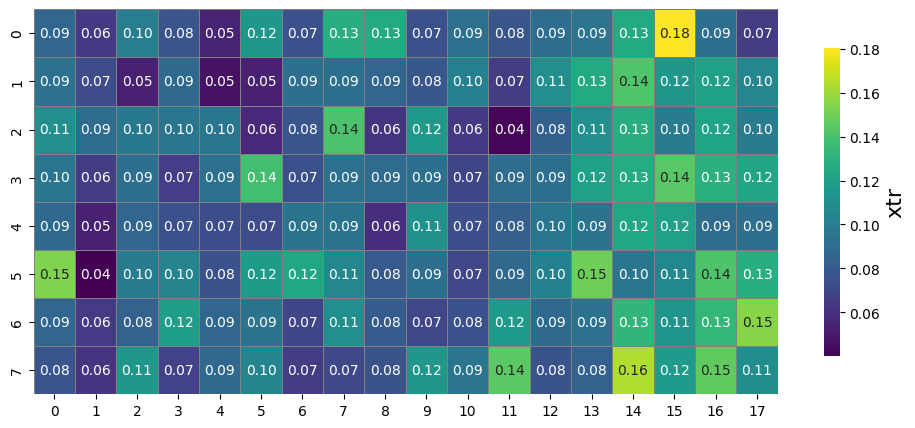 0 0.09 0.06 0.10 0.08 0.05 0.12 0.07 0.13 0.13 0.07 0.09 0.08 0.09 0.09 0.13 0.18 0.09 0.07
1 0.09 0.07 0.05 0.09 0.05 0.05 0.09 0.09 0.09 0.08 0.10 0.07 0.11 0.13 0.14 0.12 0.12 0.10
2 0.11 0.09 0.10 0.10 0.10 0.06 0.08 0.14 0.06 0.12 0.06 0.04 0.08 0.11 0.13 0.10 0.12 0.10
3 0.10 0.06 0.09 0.07 0.09 0.14 0.07 0.09 0.09 0.09 0.07 0.09 0.09 0.12 0.13 0.14 0.13 0.12
4 0.09 0.05 0.09 0.07 0.07 0.07 0.09 0.09 0.06 0.11 0.07 0.08 0.10 0.09 0.12 0.12 0.09 0.09
5 0.15 0.04 0.10 0.10 0.08 0.12 0.12 0.11 0.08 0.09 0.07 0.09 0.10 0.15 0.10 0.11 0.14 0.13
6 0.09 0.06 0.08 0.12 0.09 0.09 0.07 0.11 0.08 0.07 0.08 0.12 0.09 0.09 0.13 0.11 0.13 0.15
7 0.08 0.06 0.11 0.07 0.09 0.10 0.07 0.07 0.08 0.12 0.09 0.14 0.08 0.08 0.16 0.12 0.15 0.11
0 1 2 3 4 5 6 7 8 9 10 11 12 13 14 15 16 17
0.18
0.16
0.14
0.12
0.10
0.08
0.06
xtr